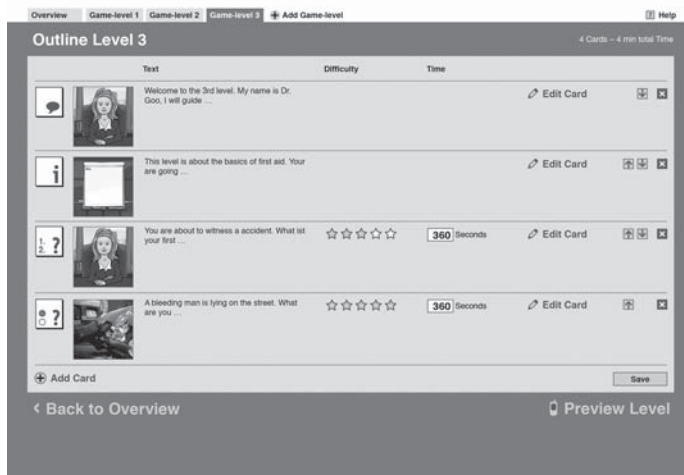 Overview Game-level 1 Game-level 2 Game-level 3 Add Game-level Help
Outline Level 3 4 Cards – 4 min total Time
Text Difficulty Time
Welcome to the 3rd level. My name is Dr.
Goo, I will guide ...
Edit Card
i
This level is about the basics of first aid. Your
are going ...
Edit Card
1. 2. ?
You are about to witness a accident. What ist
your first ...
360 Seconds Edit Card
?
A bleeding man is lying on the street. What
are you ...
360 Seconds Edit Card
Add Card Save
‹ Back to Overview Preview Level